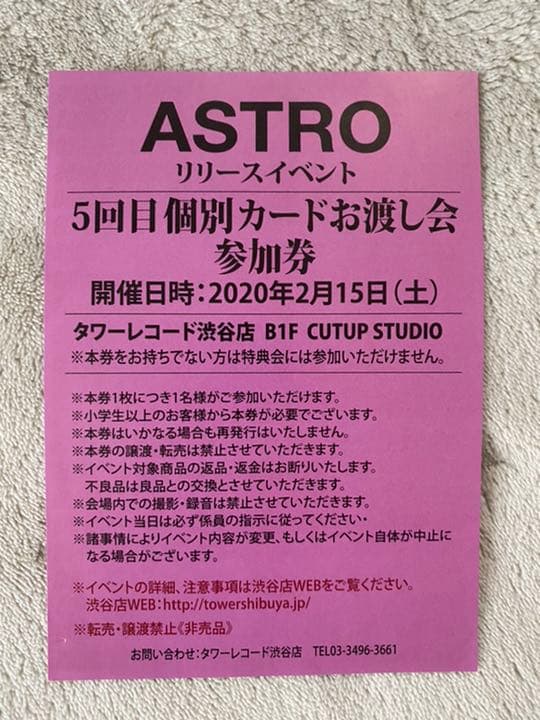 ASTRO
リリースイベント
5回目 個別カードお渡し会
参加券
開催日時：2020年2月15日（土）
タワーレコード渋谷店 B1F CUTUP STUDIO
※本券をお持ちでない方は特典会には参加いただけません。
※本券1枚につき1名様がご参加いただけます。
※小学生以上のお客様から本券が必要でございます。
※本券はいかなる場合も再発行はいたしません。
※本券の譲渡・転売は禁止させていただきます。
※イベント対象商品の返品・返金はお断りいたします。
不良品は良品との交換とさせていただきます。
※会場内での撮影・録音は禁止させていただきます。
※イベント当日は必ず係員の指示に従ってください・
※諸事情によりイベント内容が変更、もしくはイベント自体が中止に
なる場合がございます。
※イベントの詳細、注意事項は渋谷店WEBをご覧ください。
渋谷店WEB：http://towershibuya.jp/
※転売・譲渡禁止《非売品》
お問い合わせ：タワーレコード渋谷店 TEL03-3496-3661